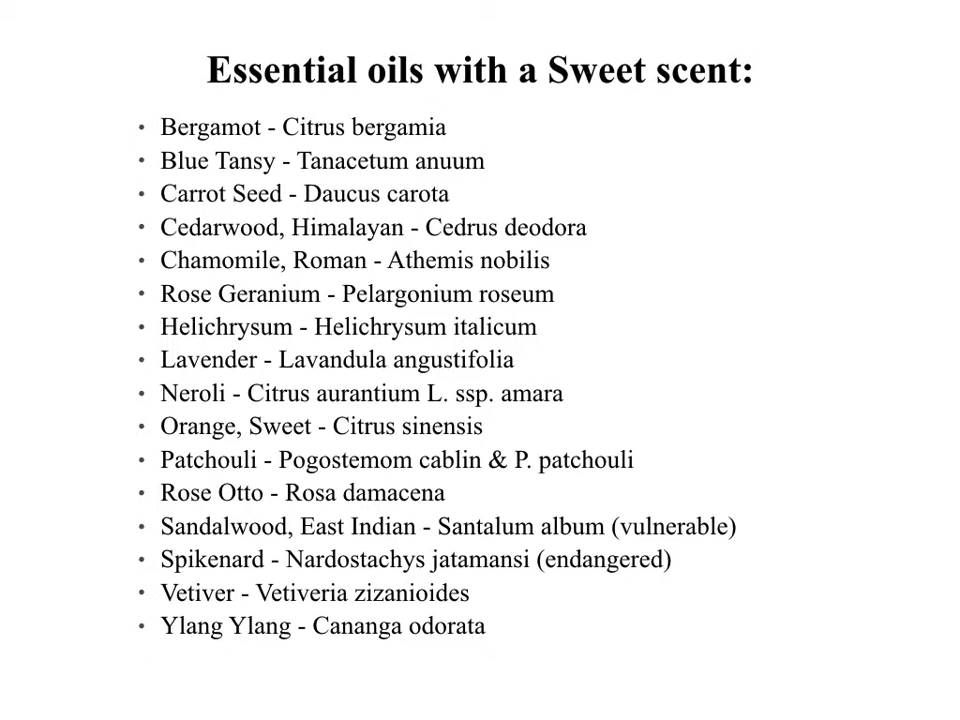 Essential oils with a Sweet scent:
• Bergamot - Citrus bergamia
• Blue Tansy - Tanacetum anuum
• Carrot Seed - Daucus carota
• Cedarwood, Himalayan - Cedrus deodora
• Chamomile, Roman - Athemis nobilis
• Rose Geranium - Pelargonium roseum
• Helichrysum - Helichrysum italicum
• Lavender - Lavandula angustifolia
• Neroli - Citrus aurantium L. ssp. amara
• Orange, Sweet - Citrus sinensis
• Patchouli - Pogostemom cablin & P. patchouli
• Rose Otto - Rosa damacena
• Sandalwood, East Indian - Santalum album (vulnerable)
• Spikenard - Nardostachys jatamansi (endangered)
• Vetiver - Vetiveria zizanioides
• Ylang Ylang - Cananga odorata